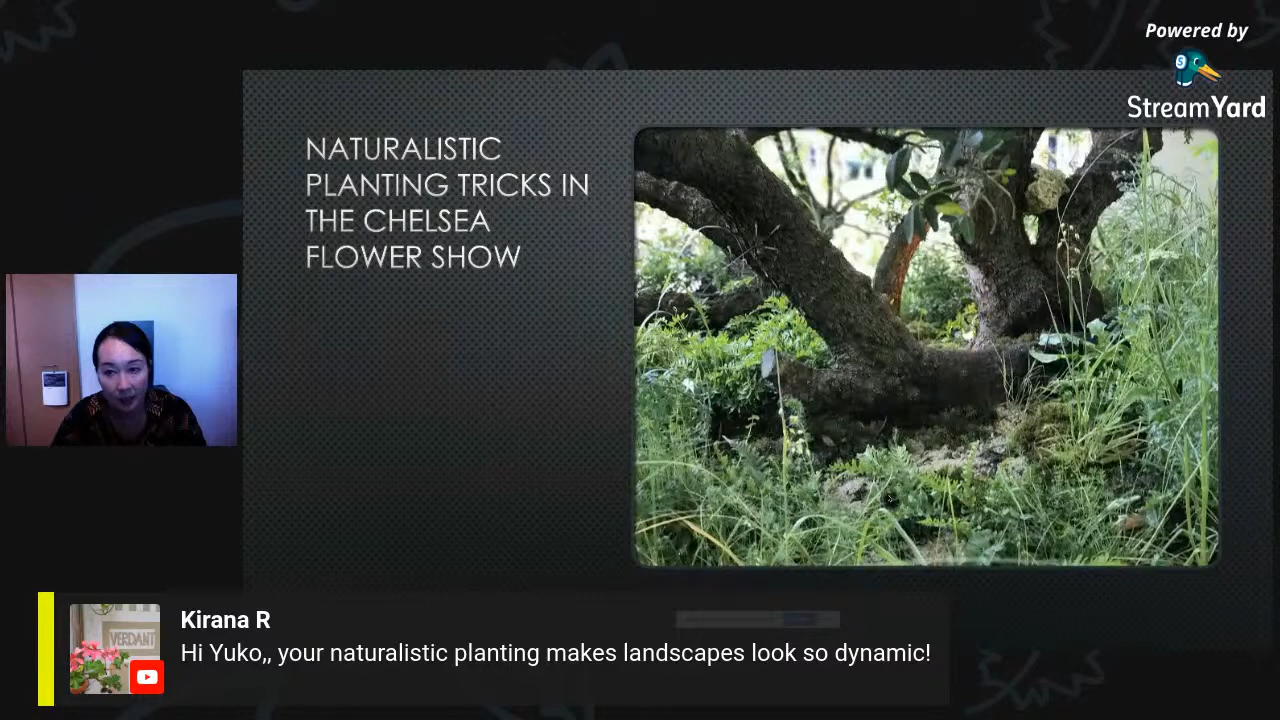 Powered by
StreamYard
NATURALISTIC
PLANTING TRICKS IN
THE CHELSEA
FLOWER SHOW
VERDANT
Kirana R
Hi Yuko,, your naturalistic planting makes landscapes look so dynamic!